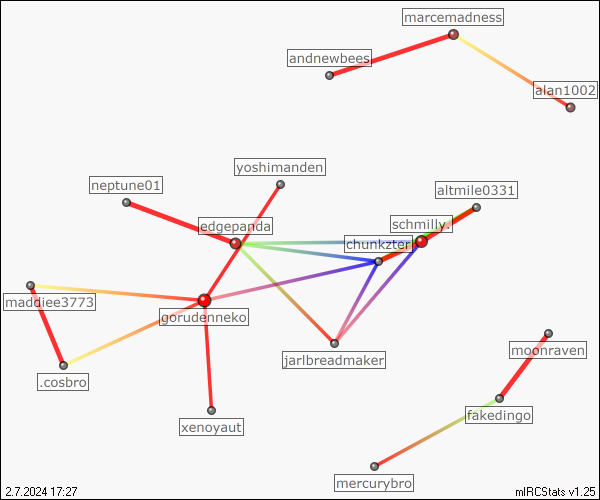 marcemadness
andnewbees
alan1002
yoshimanden
neptune01
altmile0331
edgepanda
schmilly.
chunkzter
maddiee3773
gorudenneko
moonraven
jarlbreadmaker
.cosbro
fakedingo
xenoyaut
mercurybro
2.7.2024 17:27
mIRCStats v1.25